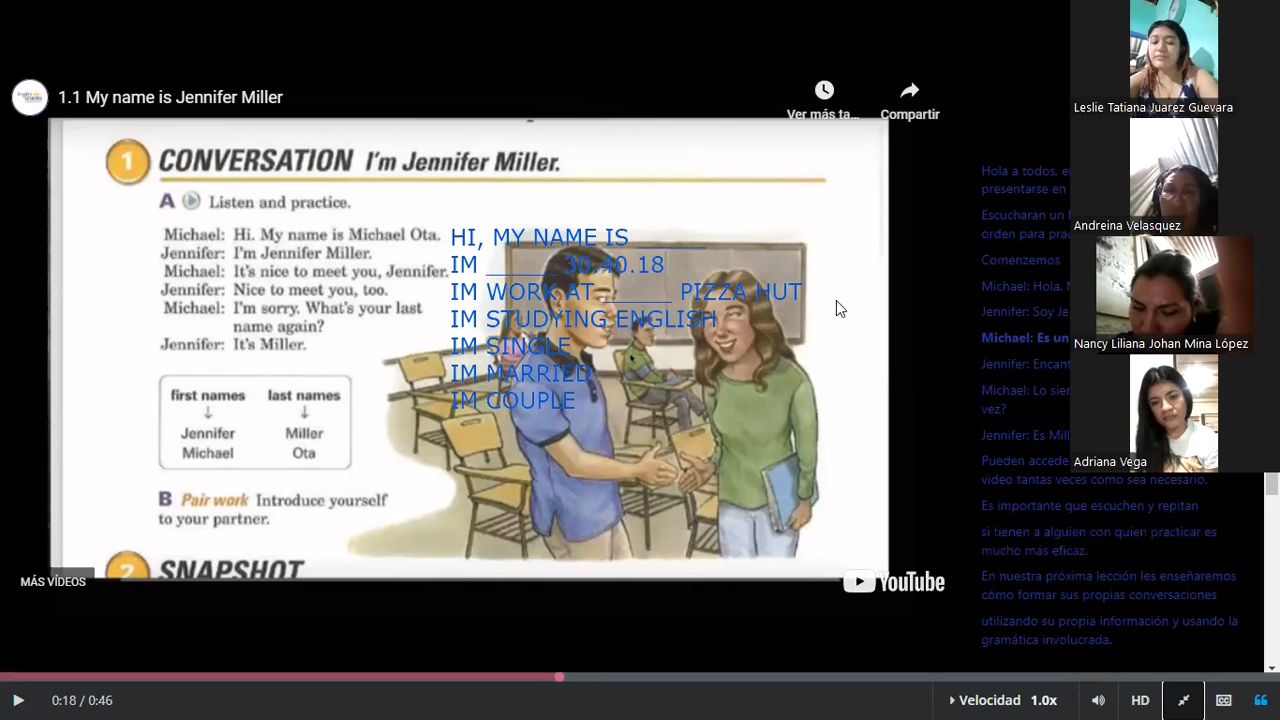 1.1 My name is Jennifer Miller
Ver más ta...
Compartir
1 CONVERSATION I'm Jennifer Miller.
A Listen and practice.
Michael: Hi. My name is Michael Ota.
Jennifer: I'm Jennifer Miller.
Michael: It's nice to meet you, Jennifer.
Jennifer: Nice to meet you, too.
Michael: I'm sorry. What's your last
name again?
Jennifer: It's Miller.
first names last names
↓ ↓
Jennifer Miller
Michael Ota
B Pair work Introduce yourself
to your partner.
2 SNAPSHOT
HI, MY NAME IS ______
IM ______ 30.40.18
IM WORK AT ______ PIZZA HUT
IM STUDYING ENGLISH
IM SINGLE
IM MARRIED
IM COUPLE
MÁS VÍDEOS
YouTube
Leslie Tatiana Juarez Guevara
Andreina Velasquez
Nancy Liliana Johan Mina López
Adriana Vega
Hola a todos, e
presentarse en
Escucharan un
orden para prac
Comenzemos
Michael: Hola.
Jennifer: Soy Je
Michael: Es un
Jennifer: Encant
Michael: Lo sier
vez?
Jennifer: Es Mill
Pueden accede
video tantas veces como sea necesario.
Es importante que escuchen y repitan
si tienen a alguien con quien practicar es
mucho más eficaz.
En nuestra próxima lección les enseñaremos
cómo formar sus propias conversaciones
utilizando su propia información y usando la
gramática involucrada.
0:18 / 0:46
Velocidad 1.0x
HD
CC